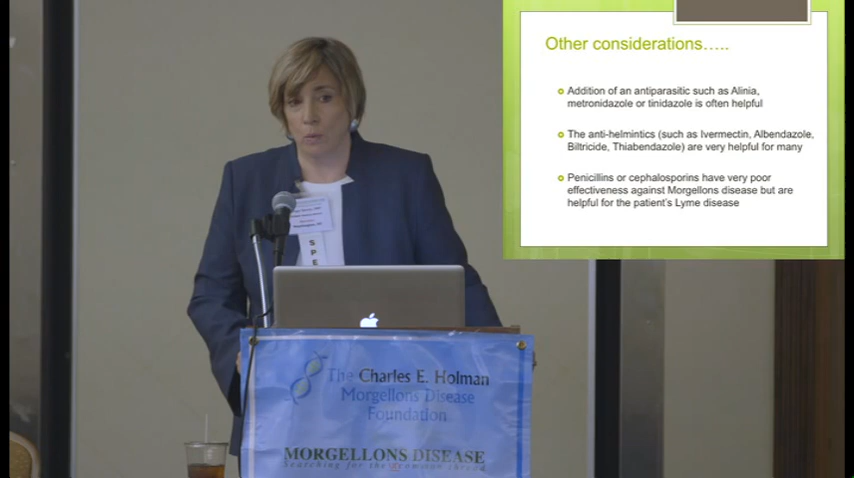 Other considerations.....
Addition of an antiparasitic such as Alinia,
metronidazole or tinidazole is often helpful
The anti-helmintics (such as Ivermectin, Albendazole,
Biltricide, Thiabendazole) are very helpful for many
Penicillins or cephalosporins have very poor
effectiveness against Morgellons disease but are
helpful for the patient's Lyme disease
S
P
E
The Charles E. Holman
Morgellons Disease
Foundation
MORGELLONS DISEASE
Searching for the common thread